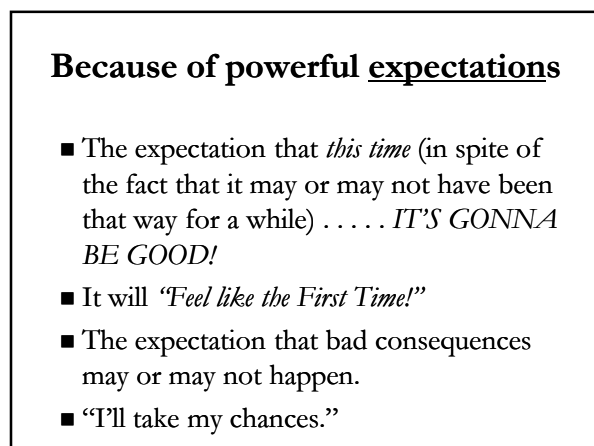 Because of powerful expectations
■ The expectation that this time (in spite of
the fact that it may or may not have been
that way for a while) . . . . . IT'S GONNA
BE GOOD!
■ It will “Feel like the First Time!”
■ The expectation that bad consequences
may or may not happen.
■ “I'll take my chances.”